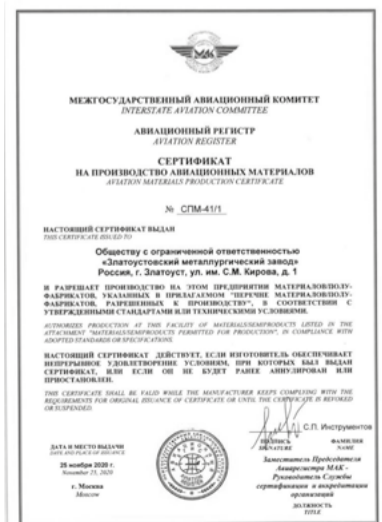 МАК
МЕЖГОСУДАРСТВЕННЫЙ АВИАЦИОННЫЙ КОМИТЕТ
INTERSTATE AVIATION COMMITTEE
АВИАЦИОННЫЙ РЕГИСТР
AVIATION REGISTER
СЕРТИФИКАТ
НА ПРОИЗВОДСТВО АВИАЦИОННЫХ МАТЕРИАЛОВ
AVIATION MATERIALS PRODUCTION CERTIFICATE
№ СПМ-41/1
НАСТОЯЩИЙ СЕРТИФИКАТ ВЫДАН
THIS CERTIFICATE ISSUED TO
Обществу с ограниченной ответственностью
«Златоустовский металлургический завод»
Россия, г. Златоуст, ул. им. С.М. Кирова, д. 1
И РАЗРЕШАЕТ ПРОИЗВОДСТВО НА ЭТОМ ПРЕДПРИЯТИИ МАТЕРИАЛОВ/ПОЛУ-
ФАБРИКАТОВ, УКАЗАННЫХ В ПРИЛАГАЕМОМ "ПЕРЕЧНЕ МАТЕРИАЛОВ/ПОЛУ-
ФАБРИКАТОВ, РАЗРЕШЕННЫХ К ПРОИЗВОДСТВУ", В СООТВЕТСТВИИ С
УТВЕРЖДЕННЫМИ СТАНДАРТАМИ ИЛИ ТЕХНИЧЕСКИМИ УСЛОВИЯМИ.
AUTHORIZES PRODUCTION AT THIS FACILITY OF MATERIALS/SEMIPRODUCTS LISTED IN THE
ATTACHMENT "MATERIALS/SEMIPRODUCTS PERMITTED FOR PRODUCTION", IN COMPLIANCE WITH
ADOPTED STANDARDS OR SPECIFICATIONS.
НАСТОЯЩИЙ СЕРТИФИКАТ ДЕЙСТВУЕТ, ЕСЛИ ИЗГОТОВИТЕЛЬ ОБЕСПЕЧИВАЕТ
НЕПРЕРЫВНОЕ УДОВЛЕТВОРЕНИЕ УСЛОВИЯМ, ПРИ КОТОРЫХ БЫЛ ВЫДАН
СЕРТИФИКАТ, ИЛИ ЕСЛИ ОН НЕ БУДЕТ РАНЕЕ АННУЛИРОВАН ИЛИ
ПРИОСТАНОВЛЕН.
THIS CERTIFICATE SHALL BE VALID WHILE THE MANUFACTURER KEEPS COMPLYING WITH THE
REQUIREMENTS FOR ORIGINAL ISSUANCE OF CERTIFICATE OR UNTIL THE CERTIFICATE IS REVOKED
OR SUSPENDED.
С.П. Инструментов
ПОДПИСЬ ФАМИЛИЯ
SIGNATURE NAME
ДАТА И МЕСТО ВЫДАЧИ
DATE AND PLACE OF ISSUANCE
25 ноября 2020 г.
November 25, 2020
г. Москва
Moscow
Заместитель Председателя
Авиарегистра МАК -
Руководитель Службы
сертификации и аккредитации
организаций
ДОЛЖНОСТЬ
TITLE